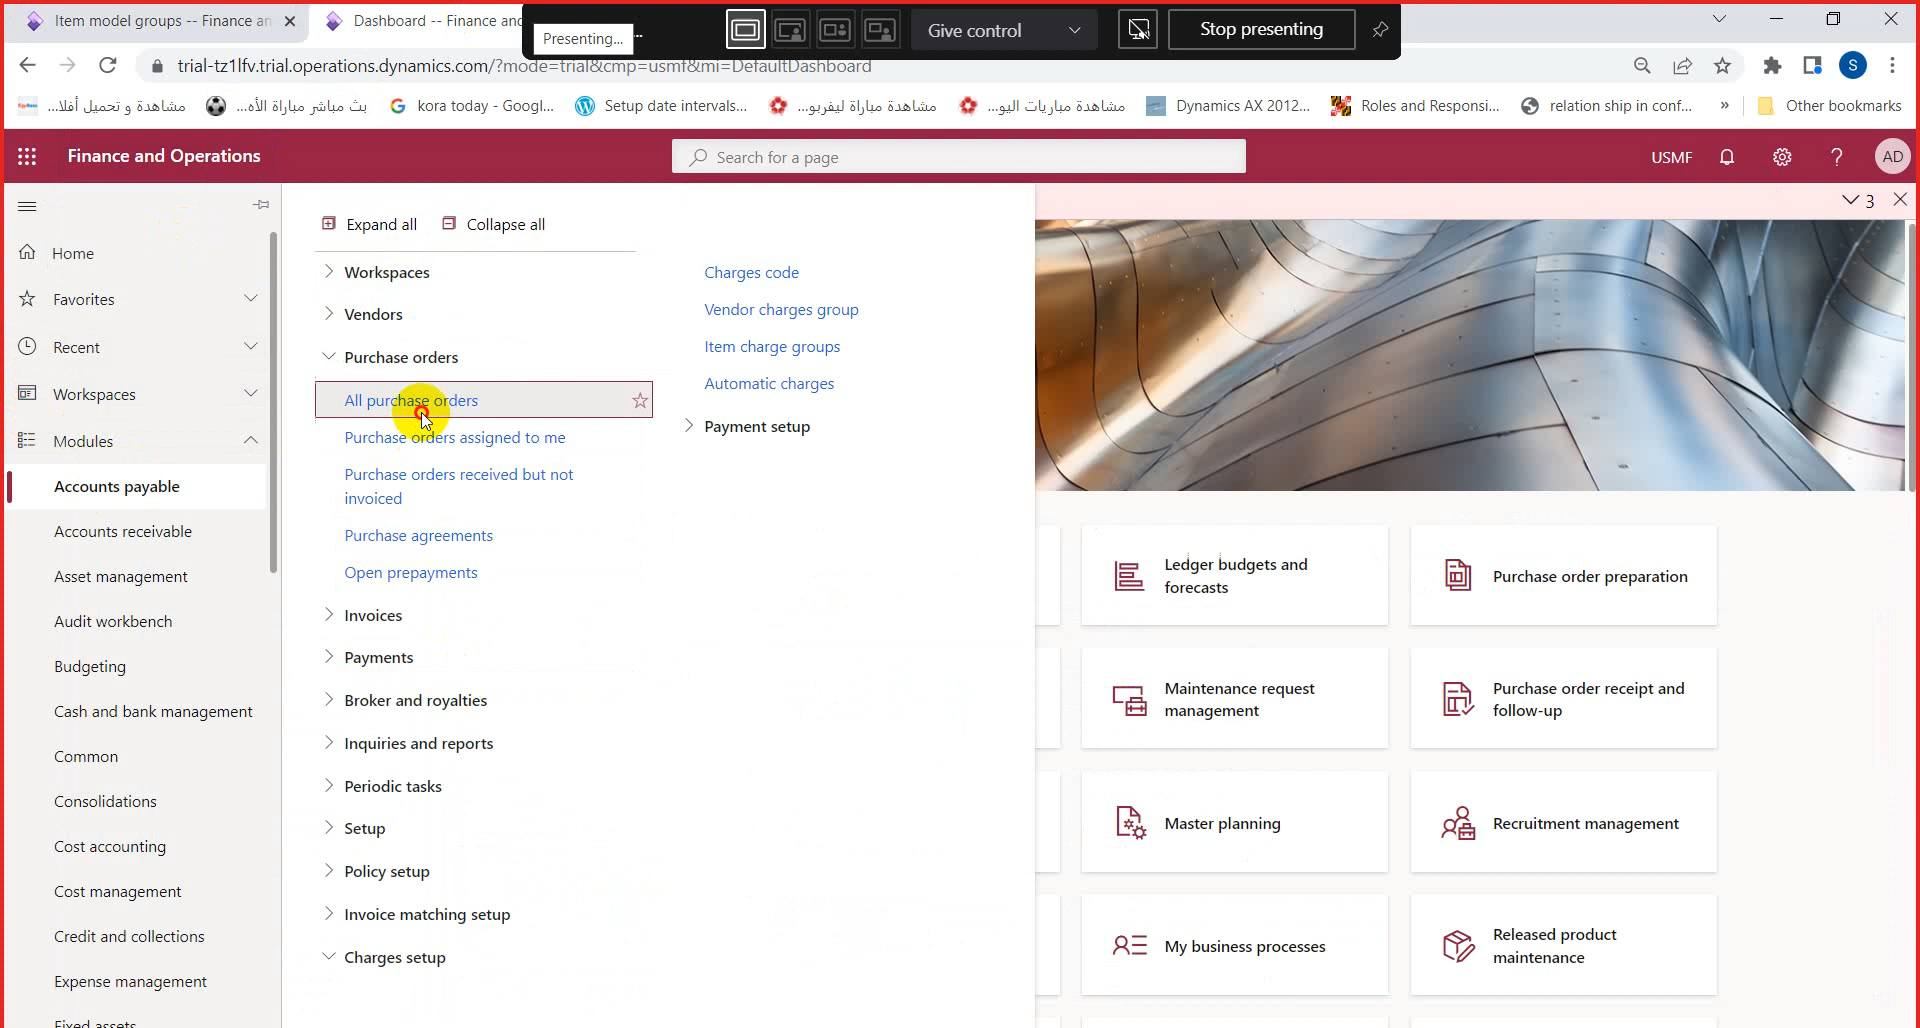 Item model groups -- Finance an
Dashboard -- Finance and
Presenting...
...
Give control
Stop presenting
trial-tz1lfv.trial.operations.dynamics.com/?mode=trial&cmp=usmf&mi=DefaultDashboard
S
مشاهدة و تحميل أفلا...
بث مباشر مباراة الأه...
kora today - Googl...
Setup date intervals...
مشاهدة مباراة ليفربو...
مشاهدة مباريات اليو...
Dynamics AX 2012...
Roles and Responsi...
relation ship in conf...
»
Other bookmarks
Finance and Operations
Search for a page
USMF
?
AD
Expand all
Collapse all
3
Home
Favorites
Recent
Workspaces
Modules
Accounts payable
Accounts receivable
Asset management
Audit workbench
Budgeting
Cash and bank management
Common
Consolidations
Cost accounting
Cost management
Credit and collections
Expense management
Fixed assets
Workspaces
Vendors
Purchase orders
All purchase orders
Purchase orders assigned to me
Purchase orders received but not
invoiced
Purchase agreements
Open prepayments
Invoices
Payments
Broker and royalties
Inquiries and reports
Periodic tasks
Setup
Policy setup
Invoice matching setup
Charges setup
Charges code
Vendor charges group
Item charge groups
Automatic charges
Payment setup
Ledger budgets and
forecasts
Purchase order preparation
Maintenance request
management
Purchase order receipt and
follow-up
Master planning
Recruitment management
My business processes
Released product
maintenance